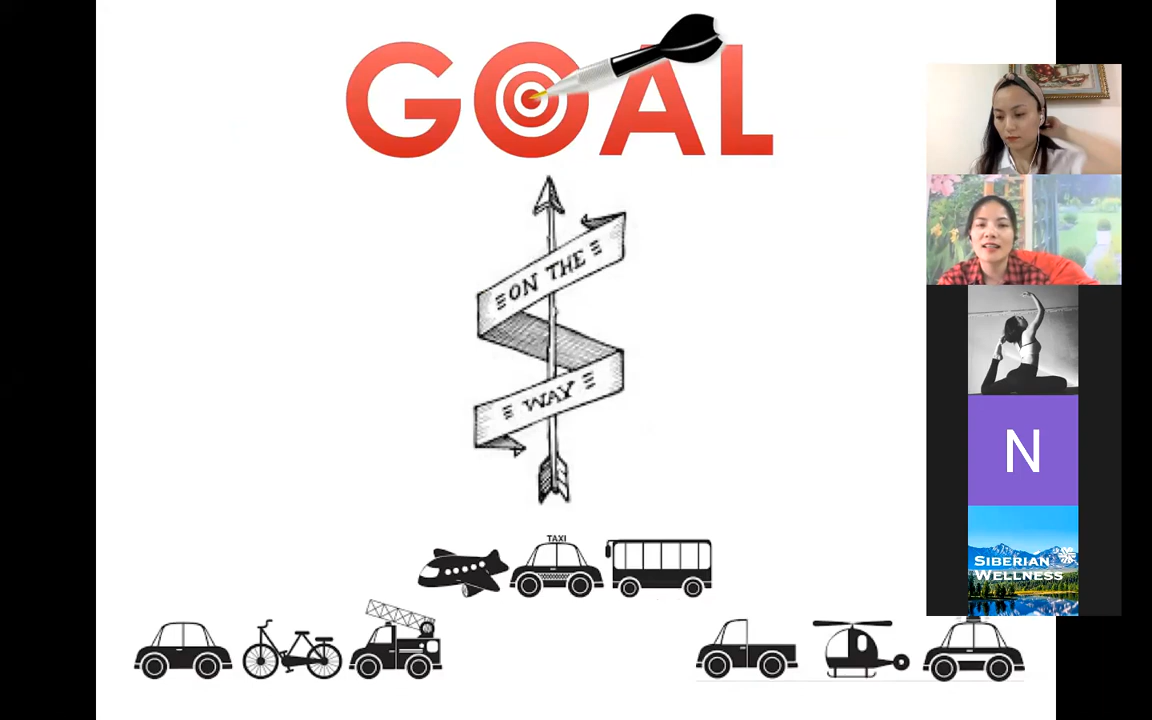 GOAL
ON THE
WAY
TAXI
N
SIBERIAN
WELLNESS